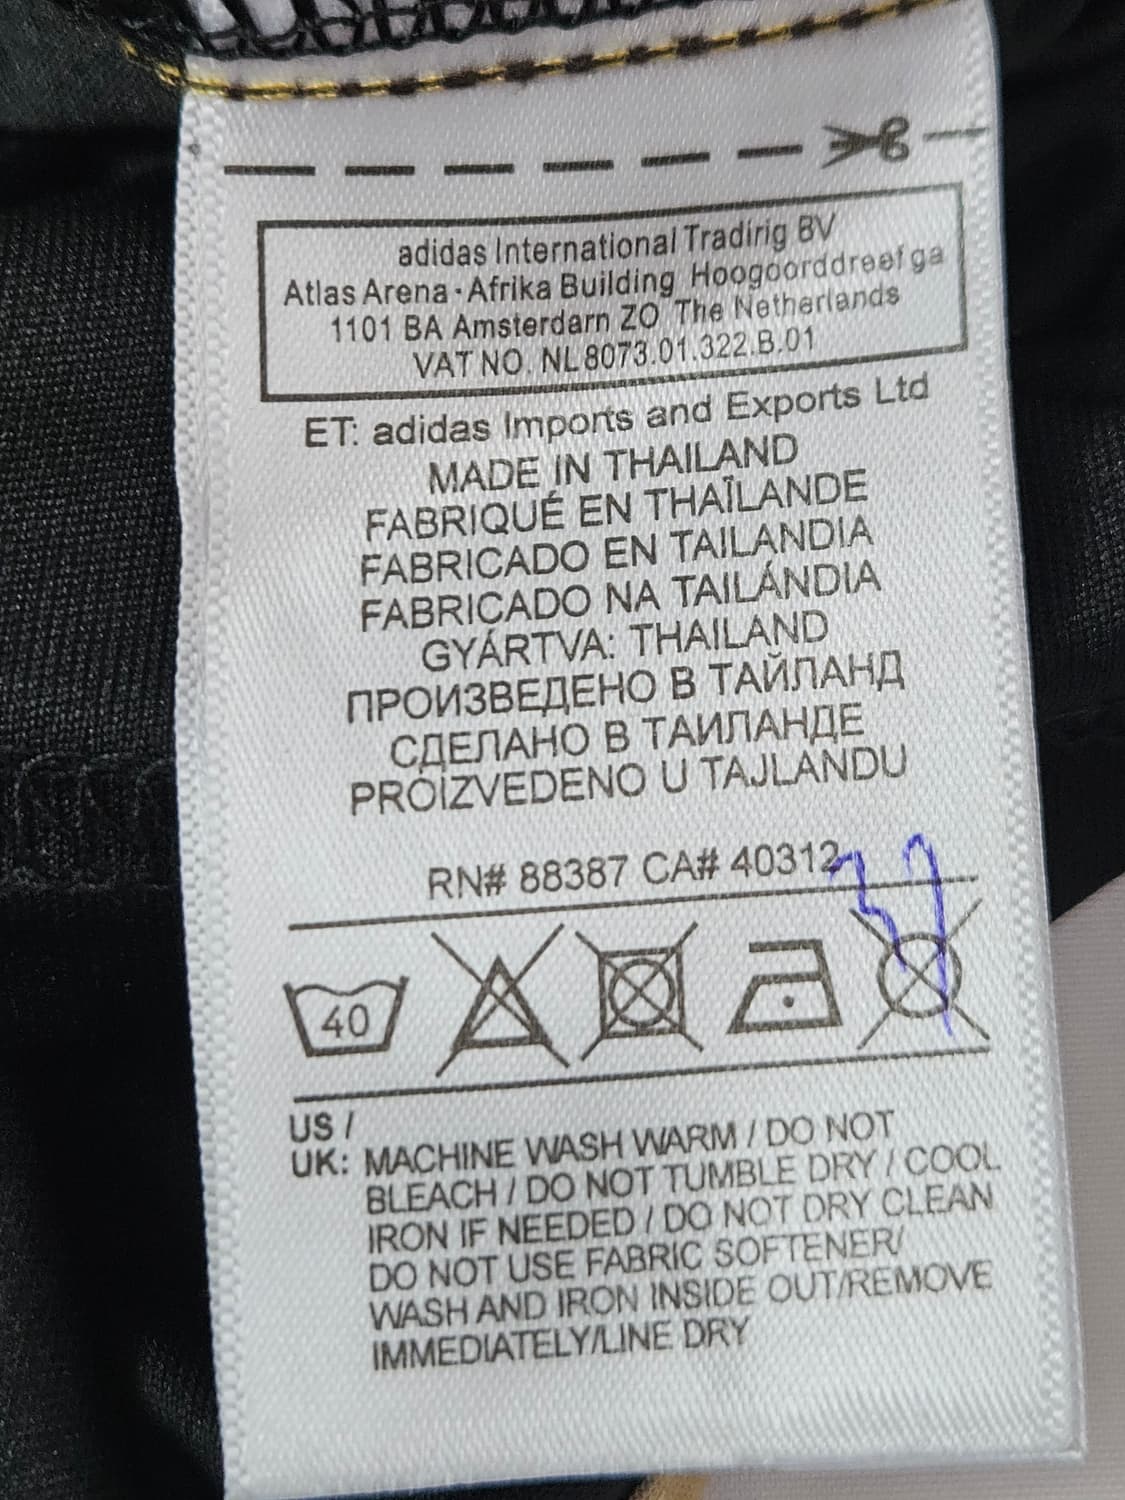 adidas International Tradirig BV
Atlas Arena · Afrika Building Hoogoorddreef ga
1101 BA Amsterdarn ZO The Netherlands
VAT NO. NL8073.01.322.B.01
ET: adidas Imports and Exports Ltd
MADE IN THAILAND
FABRIQUÉ EN THAÏLANDE
FABRICADO EN TAILANDIA
FABRICADO NA TAILÁNDIA
GYÁRTVA: THAILAND
ПРОИЗВЕДЕНО В ТАЙЛАНД
СДЕЛАНО В ТАИЛАНДЕ
PROIZVEDENO U TAJLANDU
RN# 88387 CA# 40312
40
US /
UK: MACHINE WASH WARM / DO NOT
BLEACH / DO NOT TUMBLE DRY / COOL
IRON IF NEEDED / DO NOT DRY CLEAN
DO NOT USE FABRIC SOFTENER/
WASH AND IRON INSIDE OUT/REMOVE
IMMEDIATELY/LINE DRY